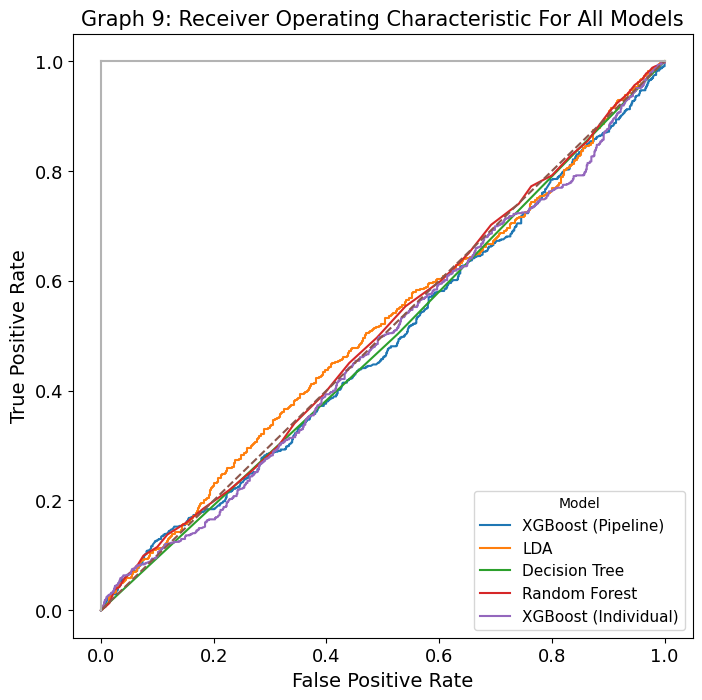 Graph 9: Receiver Operating Characteristic For All Models
True Positive Rate
1.0
0.8
0.6
0.4
0.2
0.0
0.0 0.2 0.4 0.6 0.8 1.0
False Positive Rate
Model
XGBoost (Pipeline)
LDA
Decision Tree
Random Forest
XGBoost (Individual)